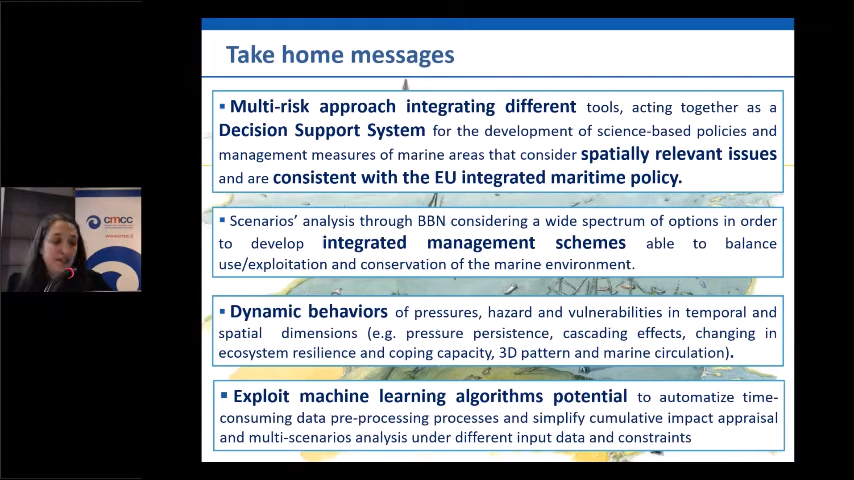 Take home messages
▪ Multi-risk approach integrating different tools, acting together as a
Decision Support System for the development of science-based policies and
management measures of marine areas that consider spatially relevant issues
and are consistent with the EU integrated maritime policy.
▪ Scenarios’ analysis through BBN considering a wide spectrum of options in order
to develop integrated management schemes able to balance
use/exploitation and conservation of the marine environment.
▪ Dynamic behaviors of pressures, hazard and vulnerabilities in temporal and
spatial dimensions (e.g. pressure persistence, cascading effects, changing in
ecosystem resilience and coping capacity, 3D pattern and marine circulation).
▪ Exploit machine learning algorithms potential to automatize time-
consuming data pre-processing processes and simplify cumulative impact appraisal
and multi-scenarios analysis under different input data and constraints
cmcc